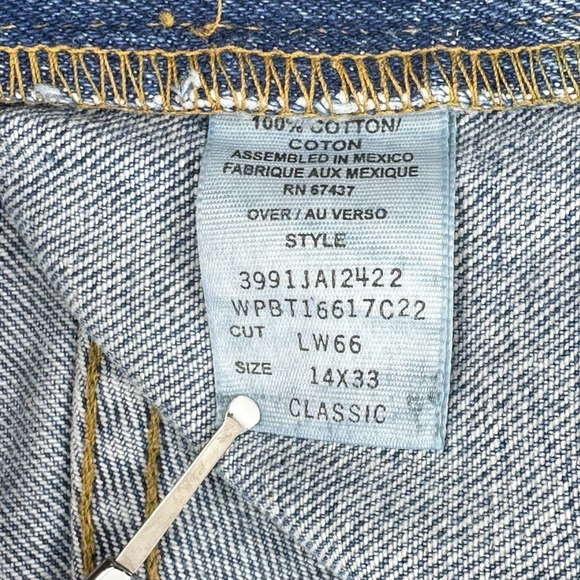 100% COTTON/
COTON
ASSEMBLED IN MEXICO
FABRIQUE AUX MEXIQUE
RN 67437
OVER / AU VERSO
STYLE
3991JAI2422
WPBT16617C22
CUT LW66
SIZE 14X33
CLASSIC